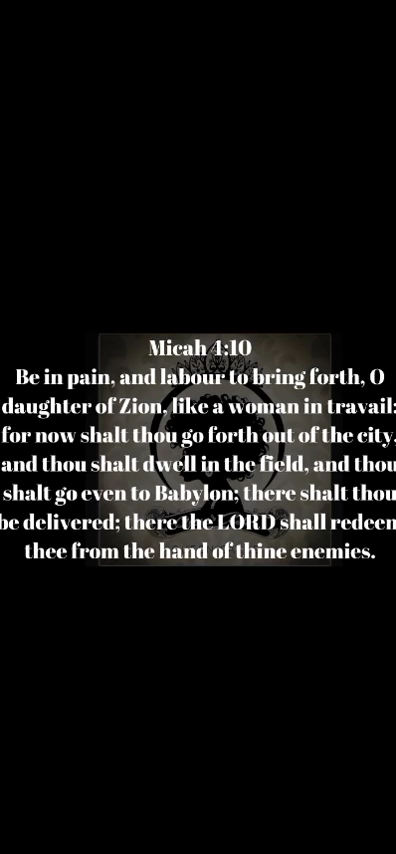 Micah 4:10
Be in pain, and labour to bring forth, O
daughter of Zion, like a woman in travail:
for now shalt thou go forth out of the city,
and thou shalt dwell in the field, and thou
shalt go even to Babylon; there shalt thou
be delivered; there the LORD shall redeem
thee from the hand of thine enemies.